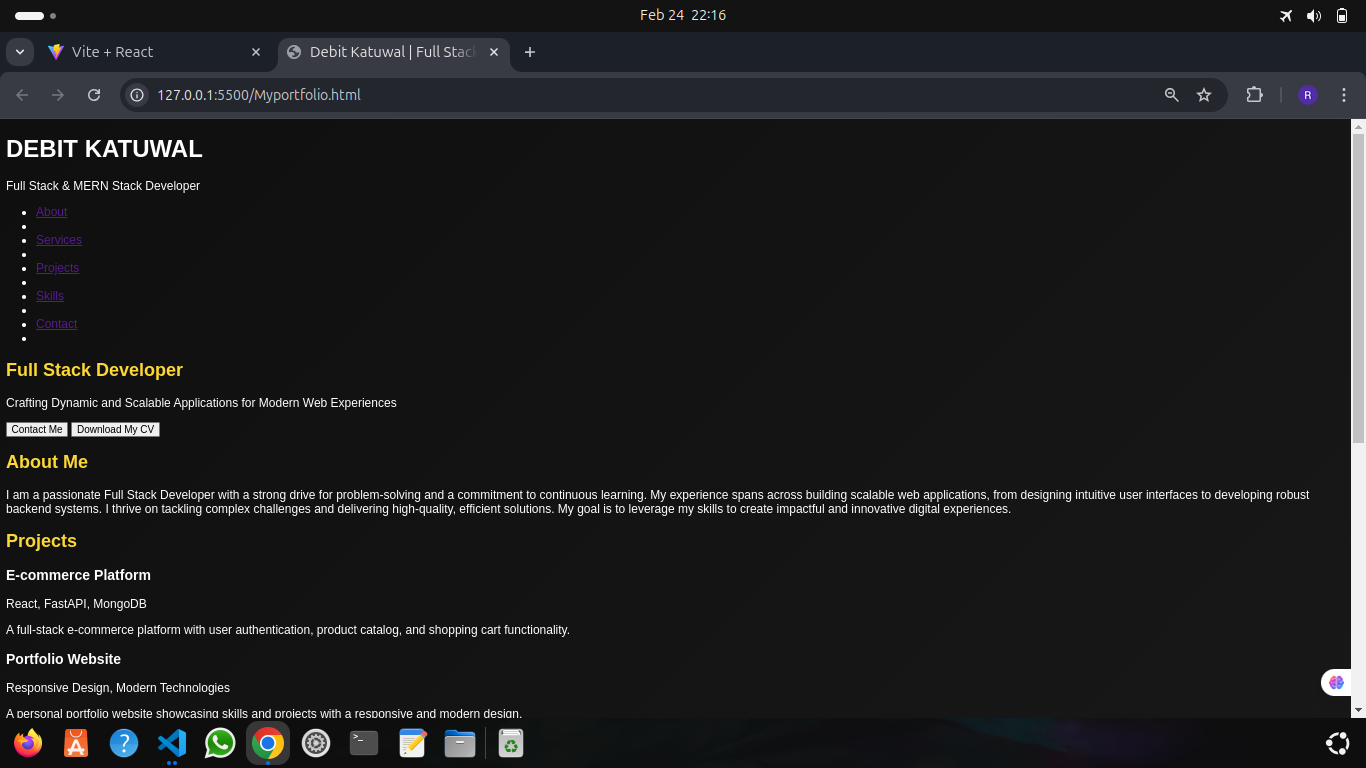 Feb 24 22:16
Vite + React
Debit Katuwal | Full Stac
127.0.0.1:5500/Myportfolio.html
R
DEBIT KATUWAL
Full Stack & MERN Stack Developer
About
Services
Projects
Skills
Contact
Full Stack Developer
Crafting Dynamic and Scalable Applications for Modern Web Experiences
Contact Me Download My CV
About Me
I am a passionate Full Stack Developer with a strong drive for problem-solving and a commitment to continuous learning. My experience spans across building scalable web applications, from designing intuitive user interfaces to developing robust
backend systems. I thrive on tackling complex challenges and delivering high-quality, efficient solutions. My goal is to leverage my skills to create impactful and innovative digital experiences.
Projects
E-commerce Platform
React, FastAPI, MongoDB
A full-stack e-commerce platform with user authentication, product catalog, and shopping cart functionality.
Portfolio Website
Responsive Design, Modern Technologies
A personal portfolio website showcasing skills and projects with a responsive and modern design.